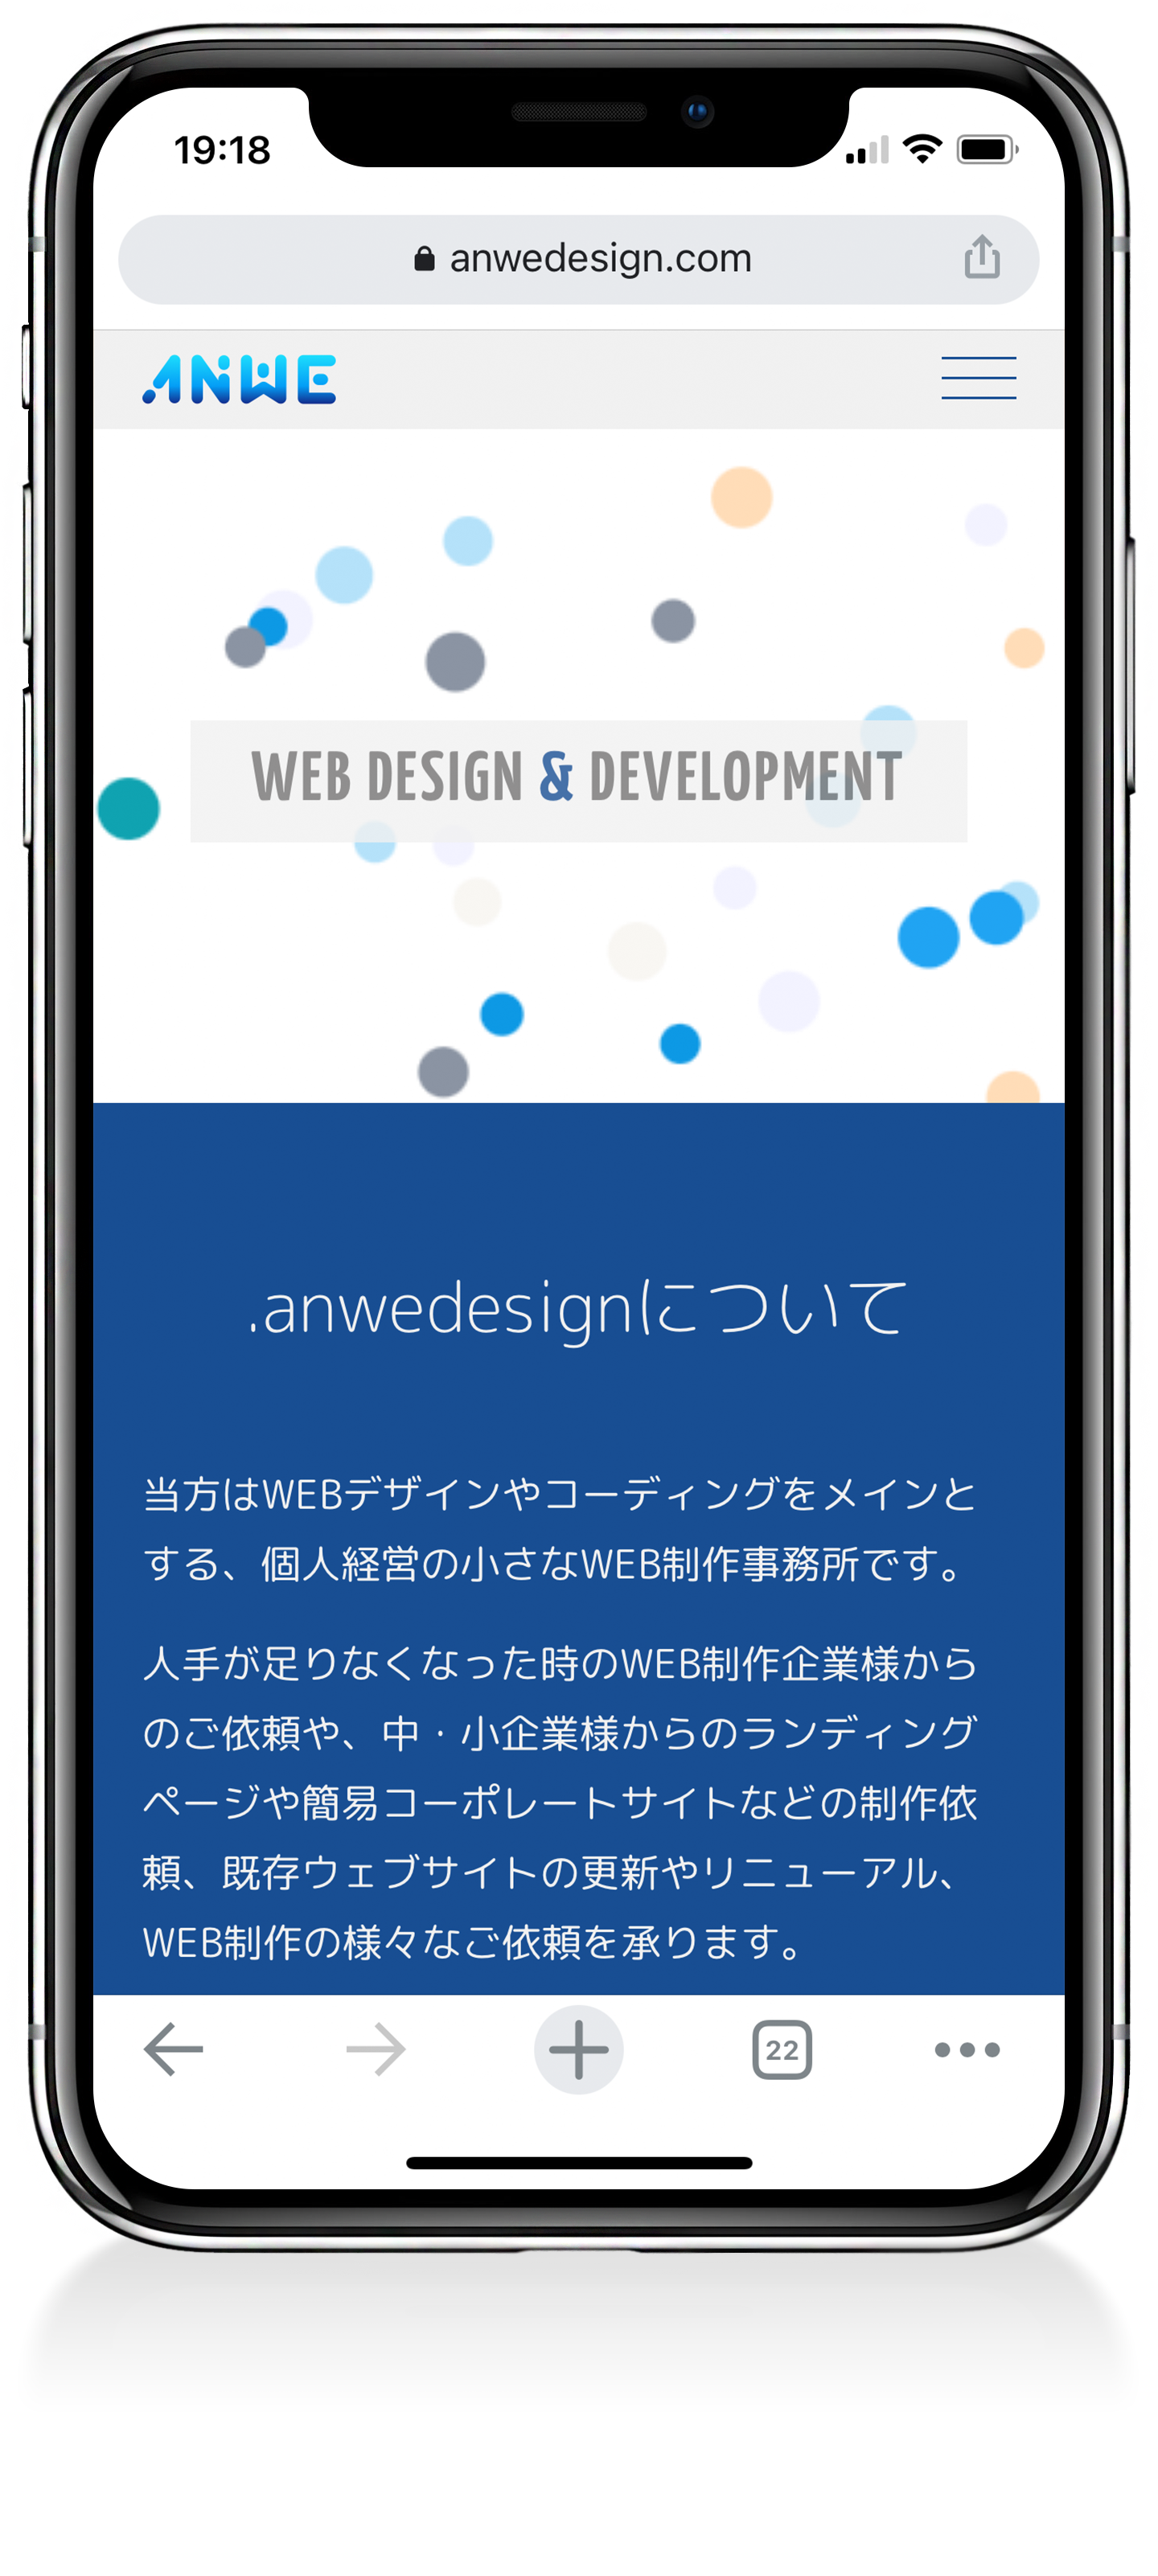 19:18
anwedesign.com
ANWE
WEB DESIGN & DEVELOPMENT
.anwedesignについて
当方はWEBデザインやコーディングをメインと
する、個人経営の小さなWEB制作事務所です。
人手が足りなくなった時のWEB制作企業様から
のご依頼や、中・小企業様からのランディング
ページや簡易コーポレートサイトなどの制作依
頼、既存ウェブサイトの更新やリニューアル、
WEB制作の様々なご依頼を承ります。
22